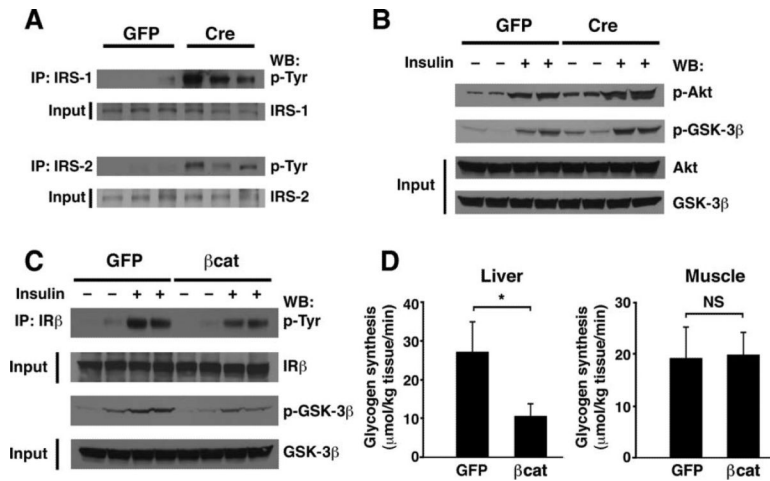 A
GFP Cre
WB:
IP: IRS-1 p-Tyr
Input IRS-1
IP: IRS-2 p-Tyr
Input IRS-2
B
GFP Cre
Insulin − − + + − − + + WB:
p-Akt
p-GSK-3β
Input
Akt
GSK-3β
C
GFP βcat
Insulin − − + + − − + + WB:
IP: IRβ p-Tyr
Input IRβ
p-GSK-3β
Input GSK-3β
D
Liver
Glycogen synthesis
(μmol/kg tissue/min)
40
30
20
10
0
*
GFP βcat
Muscle
Glycogen synthesis
(μmol/kg tissue/min)
30
20
10
0
NS
GFP βcat